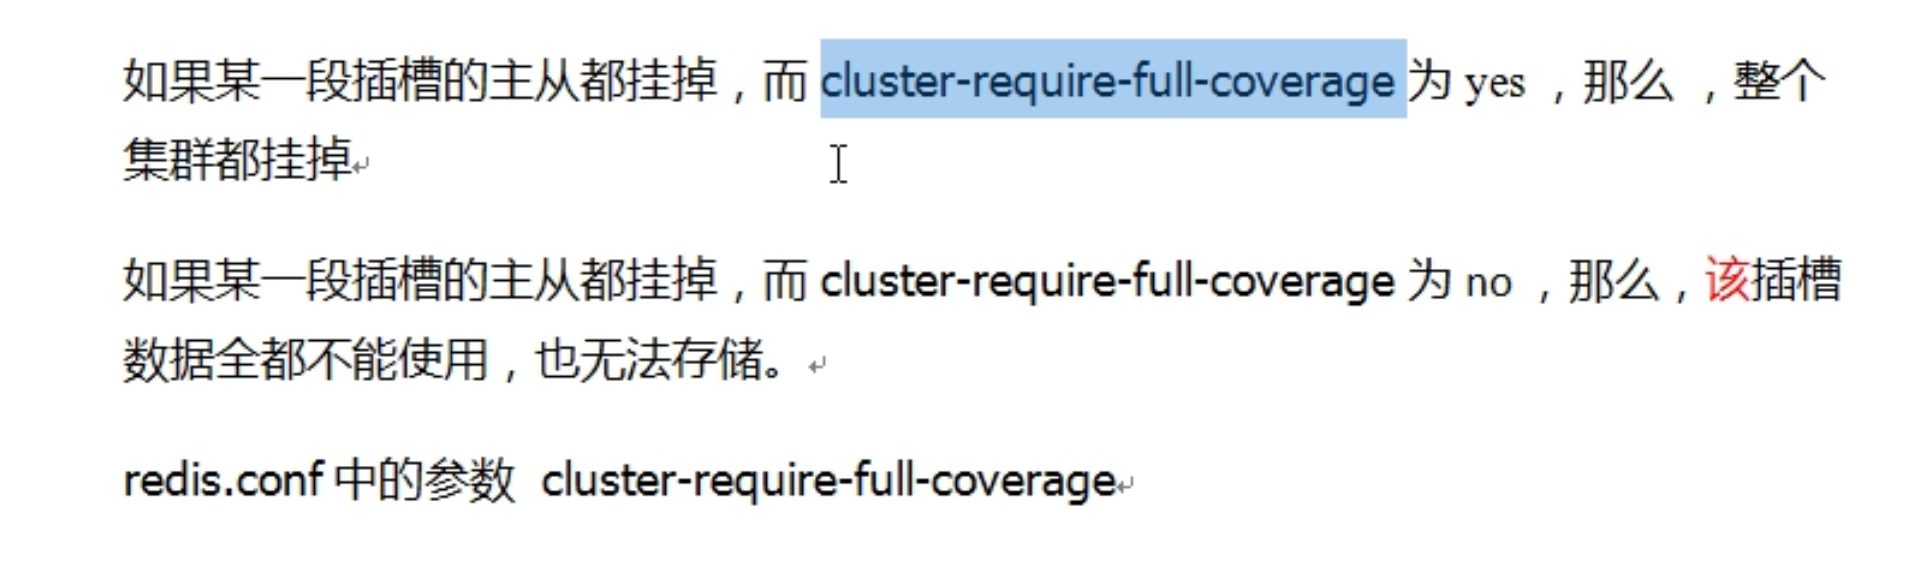 如果某一段插槽的主从都挂掉，而 cluster-require-full-coverage 为 yes ，那么 ，整个
集群都挂掉
如果某一段插槽的主从都挂掉，而 cluster-require-full-coverage 为 no ，那么，该插槽
数据全都不能使用，也无法存储。
redis.conf 中的参数 cluster-require-full-coverage